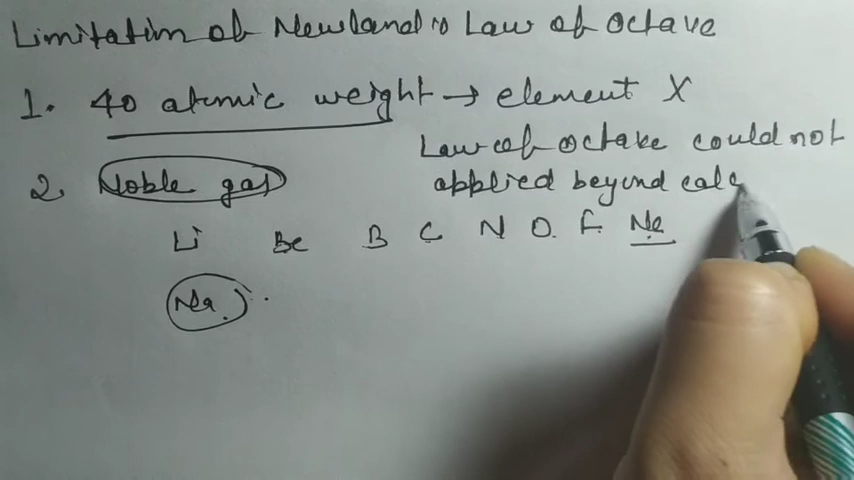 Limitation of Newland's Law of octave
1. 40 atomic weight → element X
Law of octave could not
applied beyond calc
2. Noble gas
Li Be B C N O. F. Ne
Na.